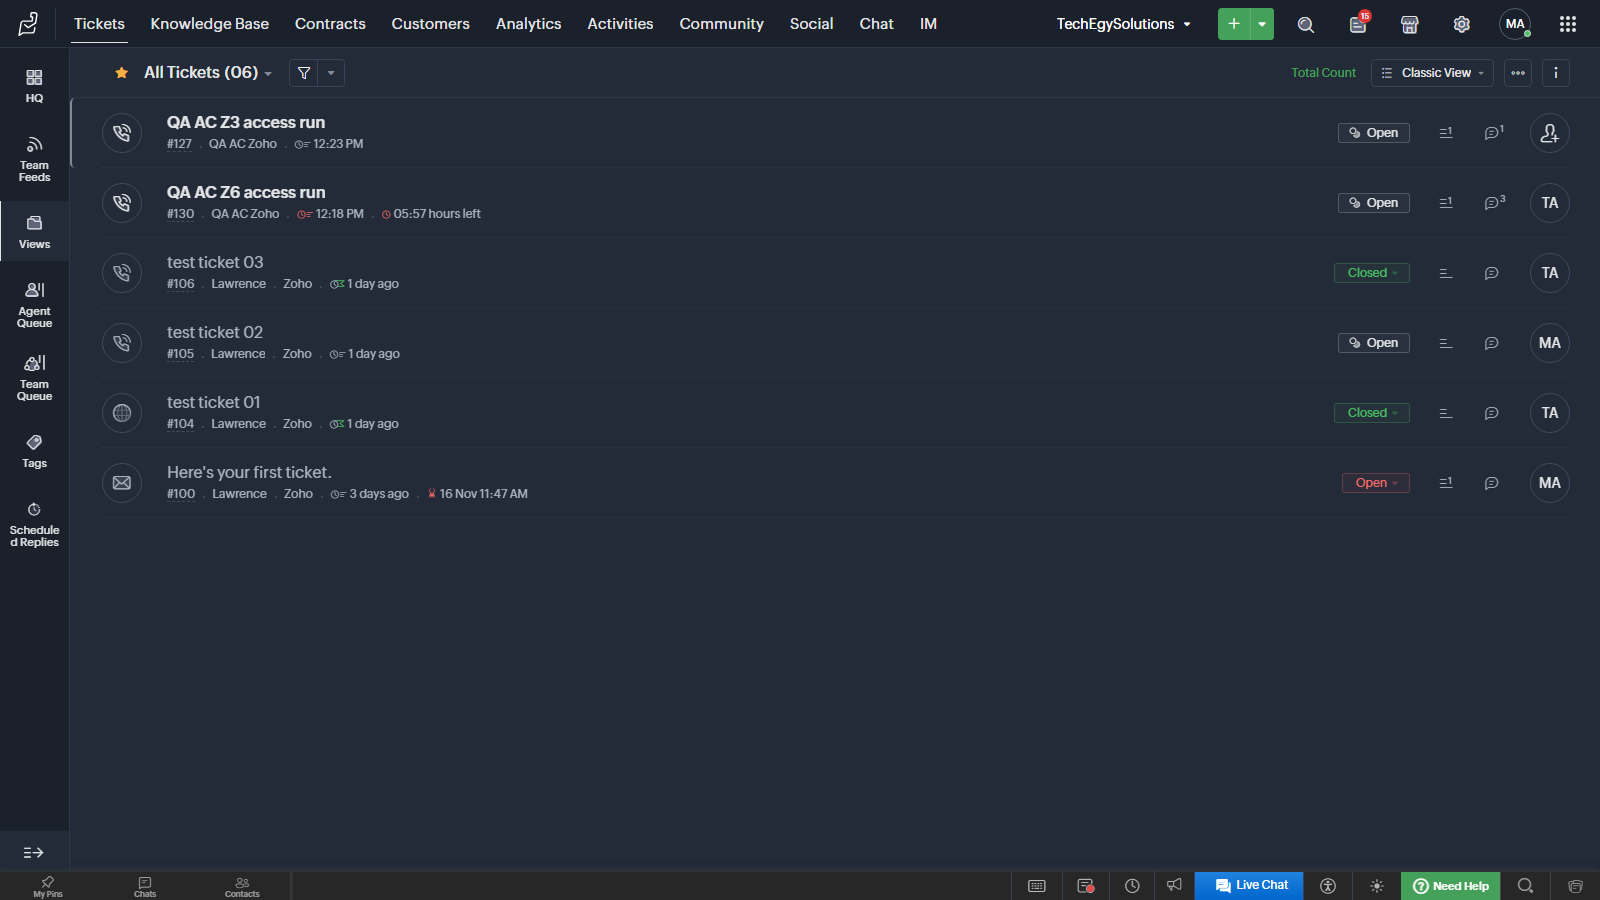 Tickets Knowledge Base Contracts Customers Analytics Activities Community Social Chat IM TechEgySolutions 15 MA
HQ
Team
Feeds
Views
Agent
Queue
Team
Queue
Tags
Schedule
d Replies
All Tickets (06) Total Count Classic View
QA AC Z3 access run
#127 . QA AC Zoho . 12:23 PM Open 1 1
QA AC Z6 access run
#130 . QA AC Zoho . 12:18 PM . 05:57 hours left Open 1 3 TA
test ticket 03
#106 . Lawrence . Zoho . 1 day ago Closed TA
test ticket 02
#105 . Lawrence . Zoho . 1 day ago Open MA
test ticket 01
#104 . Lawrence . Zoho . 1 day ago Closed TA
Here's your first ticket.
#100 . Lawrence . Zoho . 3 days ago . 16 Nov 11:47 AM Open 1 MA
My Pins Chats Contacts Live Chat Need Help